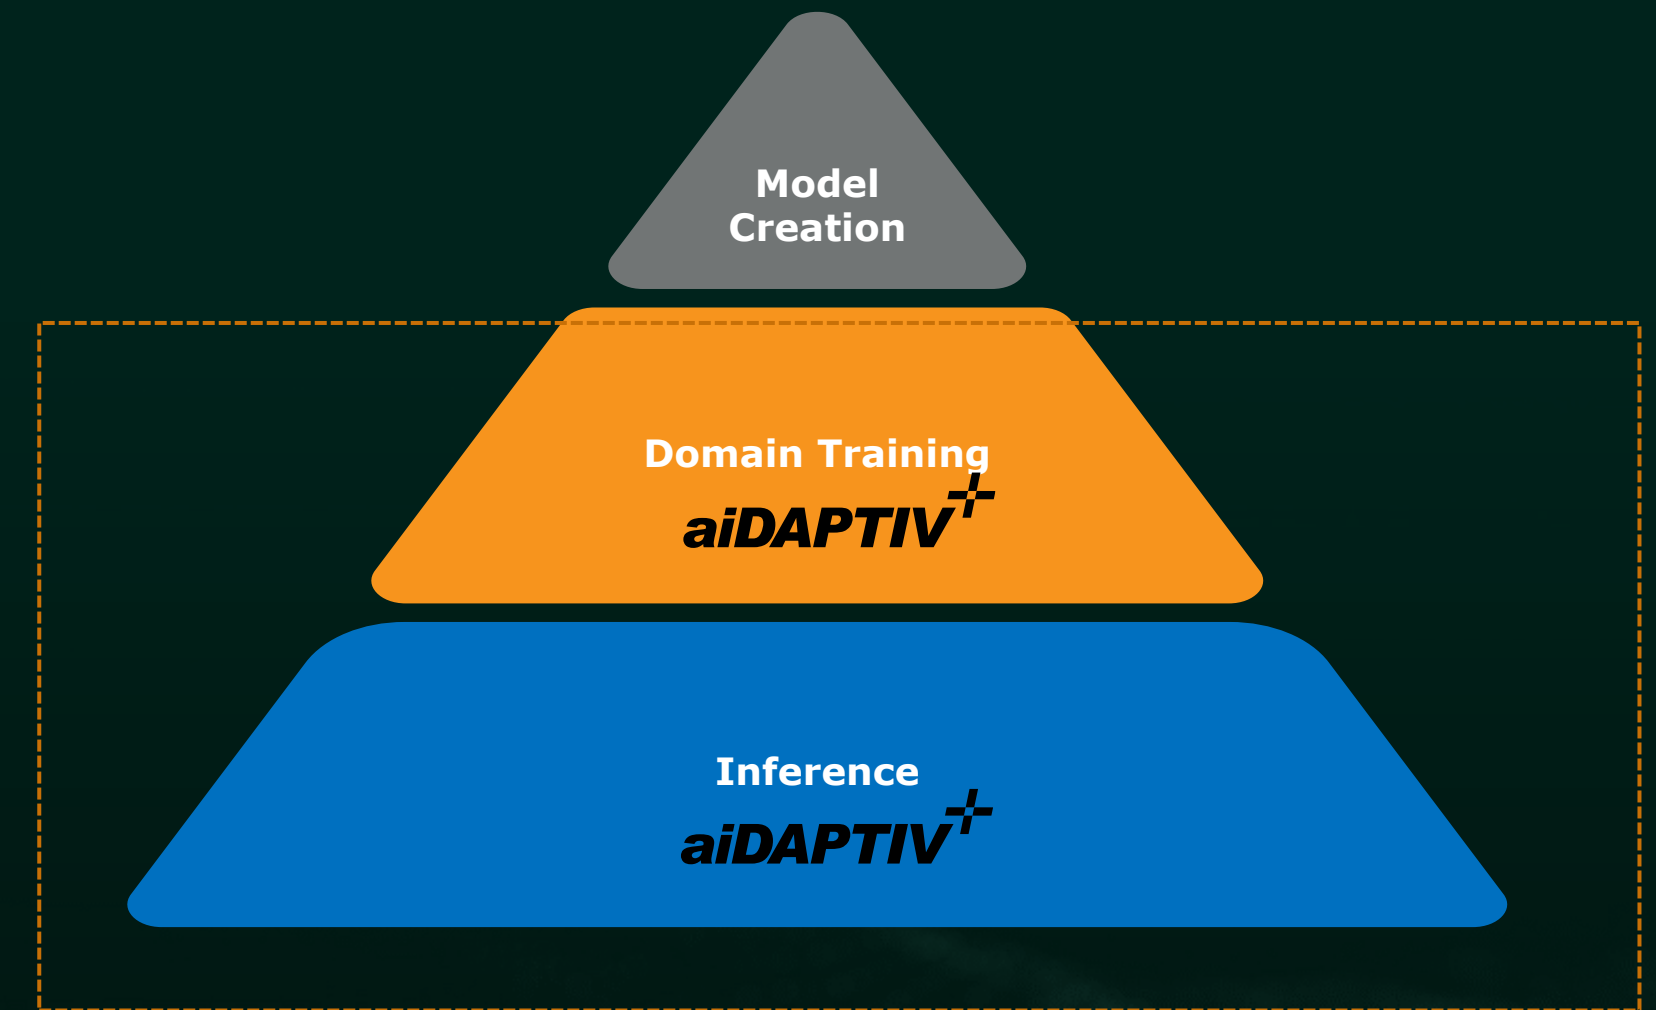 Model
Creation
Domain Training
aiDAPTIV+
Inference
aiDAPTIV+